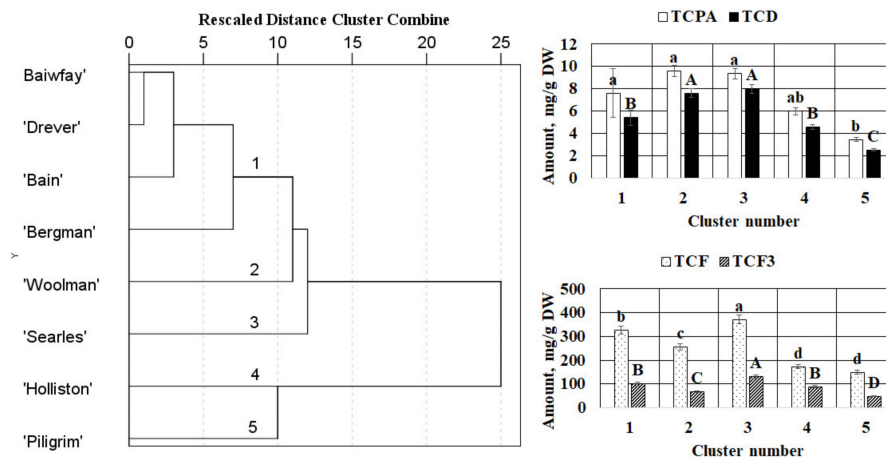 Rescaled Distance Cluster Combine
0 5 10 15 20 25
Baiwfay'
'Drever'
'Bain'
'Bergman'
'Woolman'
'Searles'
'Holliston'
'Piligrim'
Y
1
2
3
4
5
TCPA TCD
Amount, mg/g DW
12
10
8
6
4
2
0
a B a A a A ab B b C
1 2 3 4 5
Cluster number
TCF TCF3
Amount, mg/g DW
500
400
300
200
100
0
b B c C a A d B d D
1 2 3 4 5
Cluster number